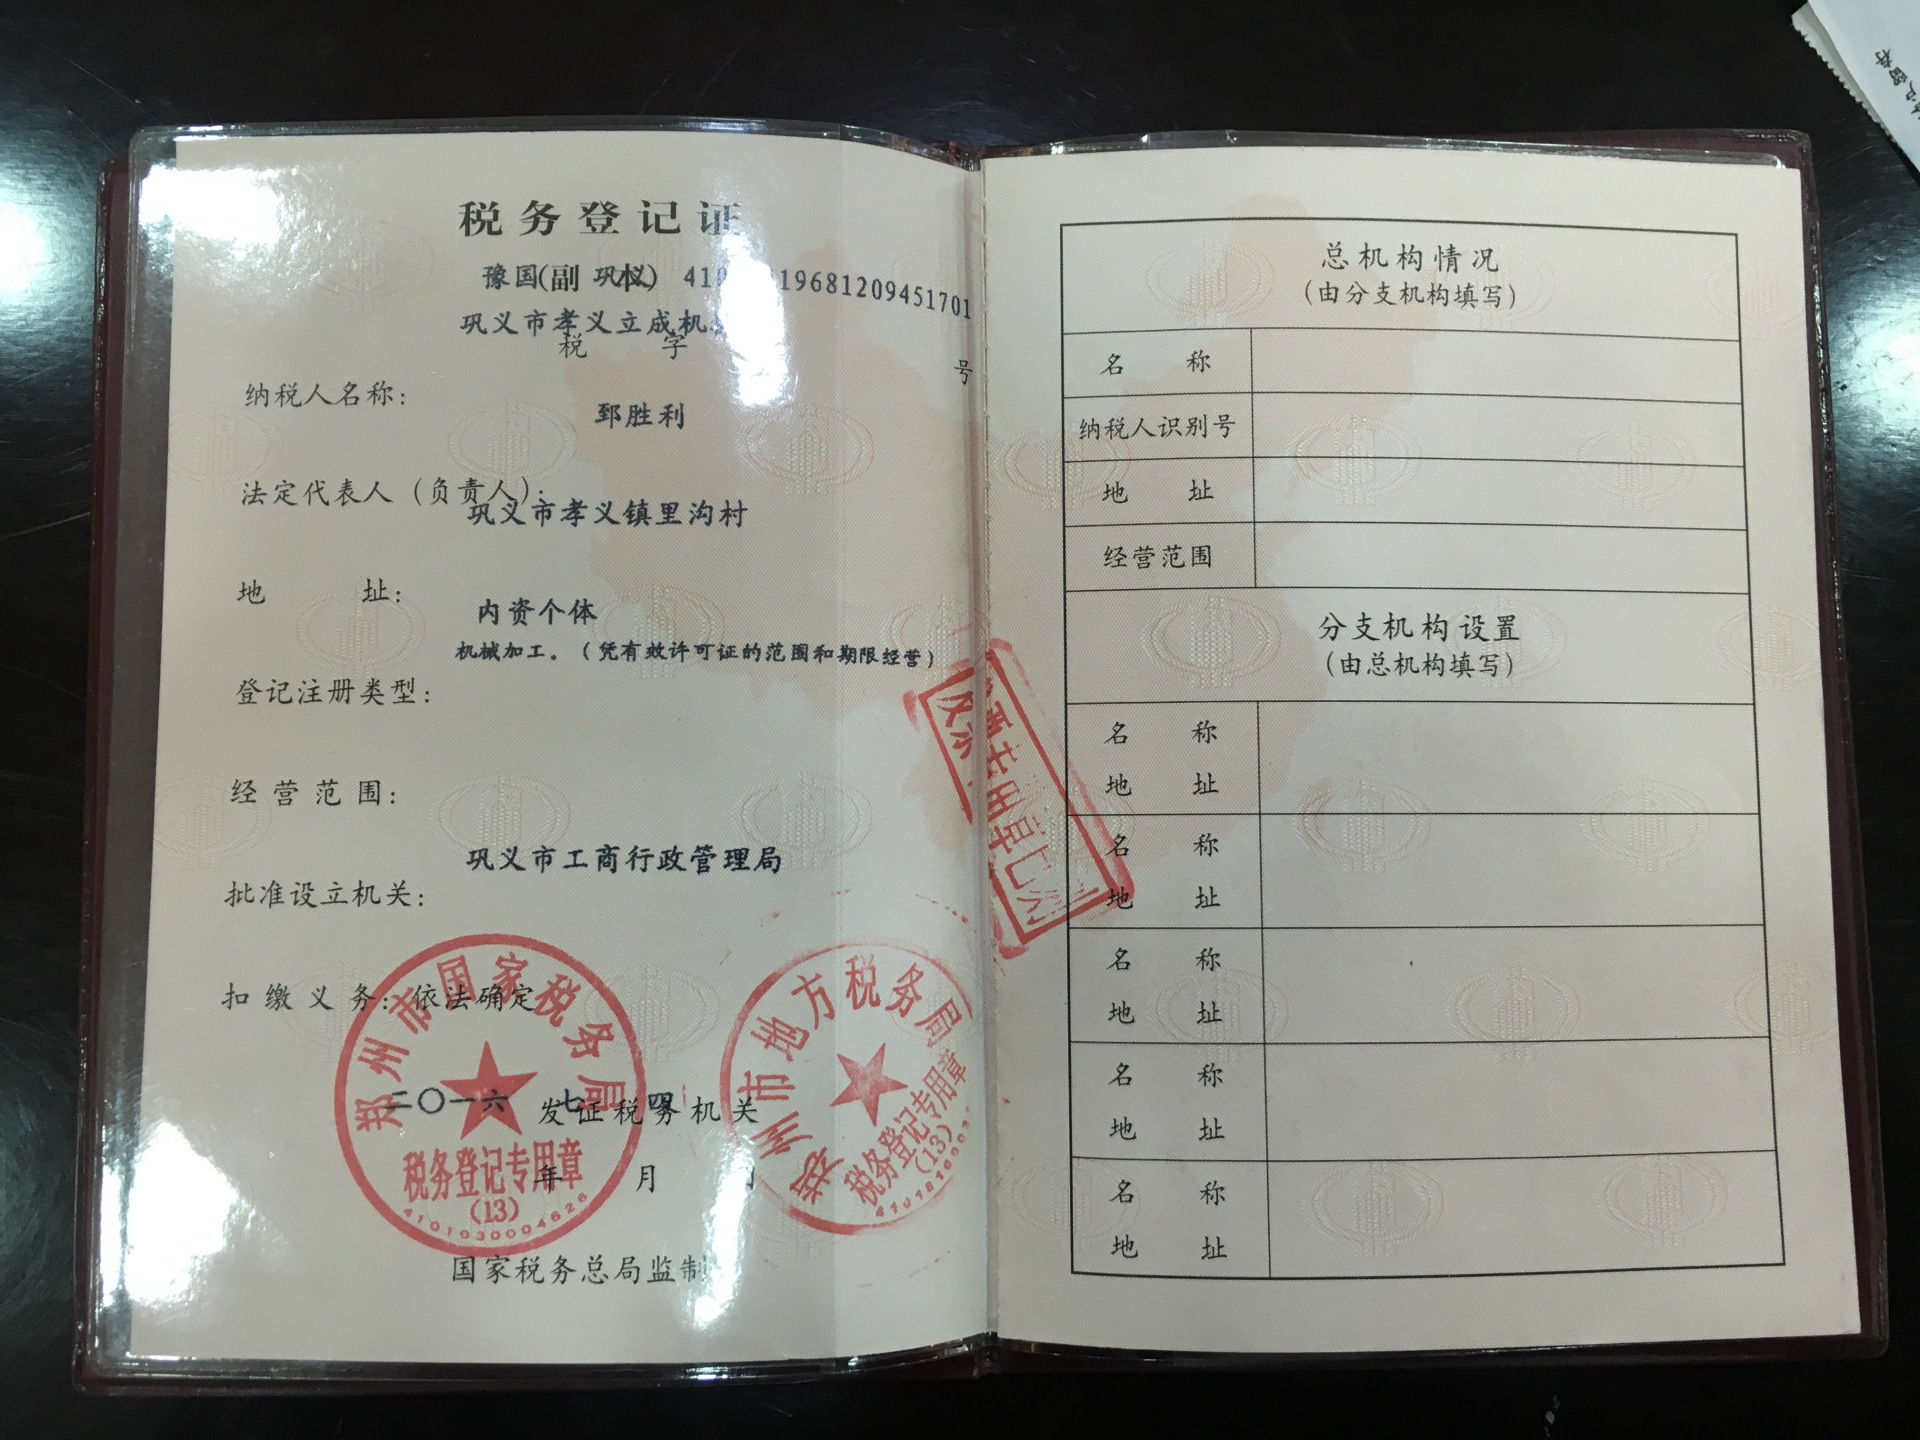 税务登记证
(副 本)
豫国 巩义 41 19681209451701
税 字 号
纳税人名称: 巩义市孝义立成机
法定代表人（负责人）: 郅胜利
地 址: 巩义市孝义镇里沟村
登记注册类型: 内资个体
经营范围: 机械加工。（凭有效许可证的范围和期限经营）
批准设立机关: 巩义市工商行政管理局
扣缴义务: 依法确定
发证税务机关
二〇一六 年 七 月 四 日
国家税务总局监制
郑州市国家税务局
税务登记专用章
(13)
4101030004626
郑州市地方税务局
税务登记专用章
(13)
总机构情况
（由分支机构填写）
名 称
纳税人识别号
地 址
经营范围
分支机构设置
（由总机构填写）
名 称
地 址
名 称
地 址
名 称
地 址
名 称
地 址
名 称
地 址